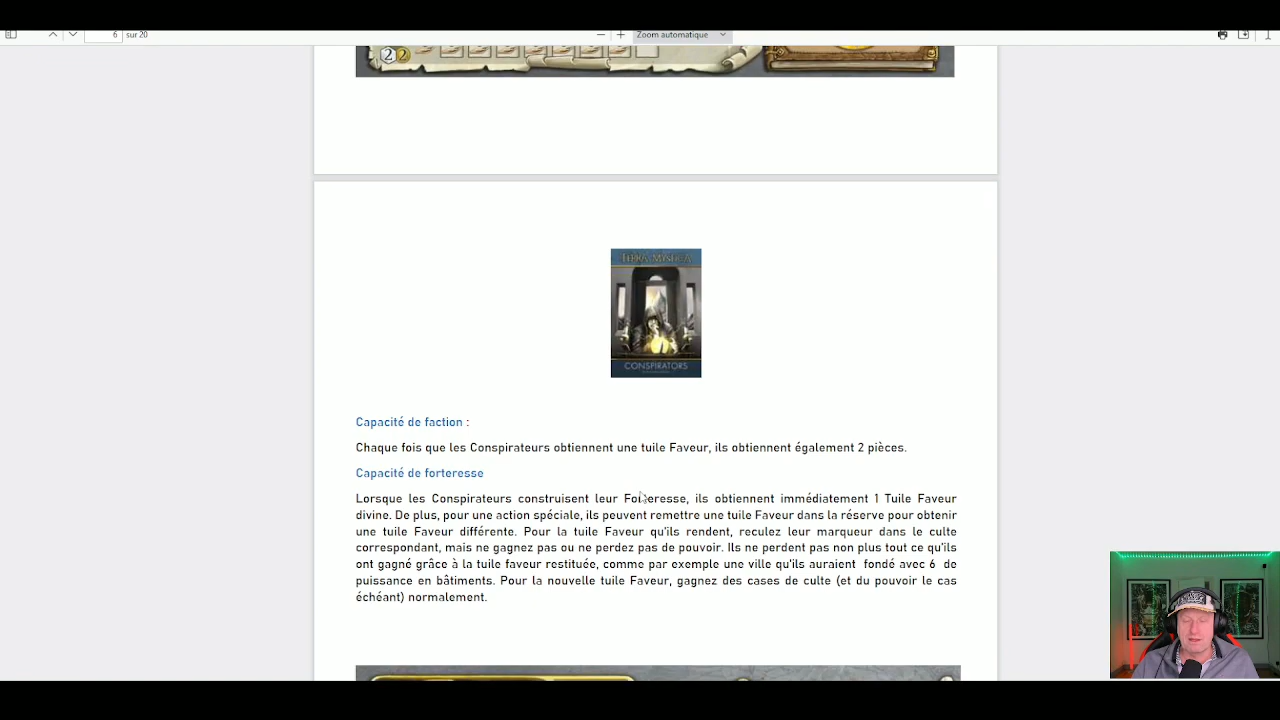 6 sur 20 Zoom automatique
2 2
TERRA MYSTICA
CONSPIRATORS
Capacité de faction :
Chaque fois que les Conspirateurs obtiennent une tuile Faveur, ils obtiennent également 2 pièces.
Capacité de forteresse
Lorsque les Conspirateurs construisent leur Forteresse, ils obtiennent immédiatement 1 Tuile Faveur
divine. De plus, pour une action spéciale, ils peuvent remettre une tuile Faveur dans la réserve pour obtenir
une tuile Faveur différente. Pour la tuile Faveur qu'ils rendent, reculez leur marqueur dans le culte
correspondant, mais ne gagnez pas ou ne perdez pas de pouvoir. Ils ne perdent pas non plus tout ce qu'ils
ont gagné grâce à la tuile faveur restituée, comme par exemple une ville qu'ils auraient fondé avec 6 de
puissance en bâtiments. Pour la nouvelle tuile Faveur, gagnez des cases de culte (et du pouvoir le cas
échéant) normalement.